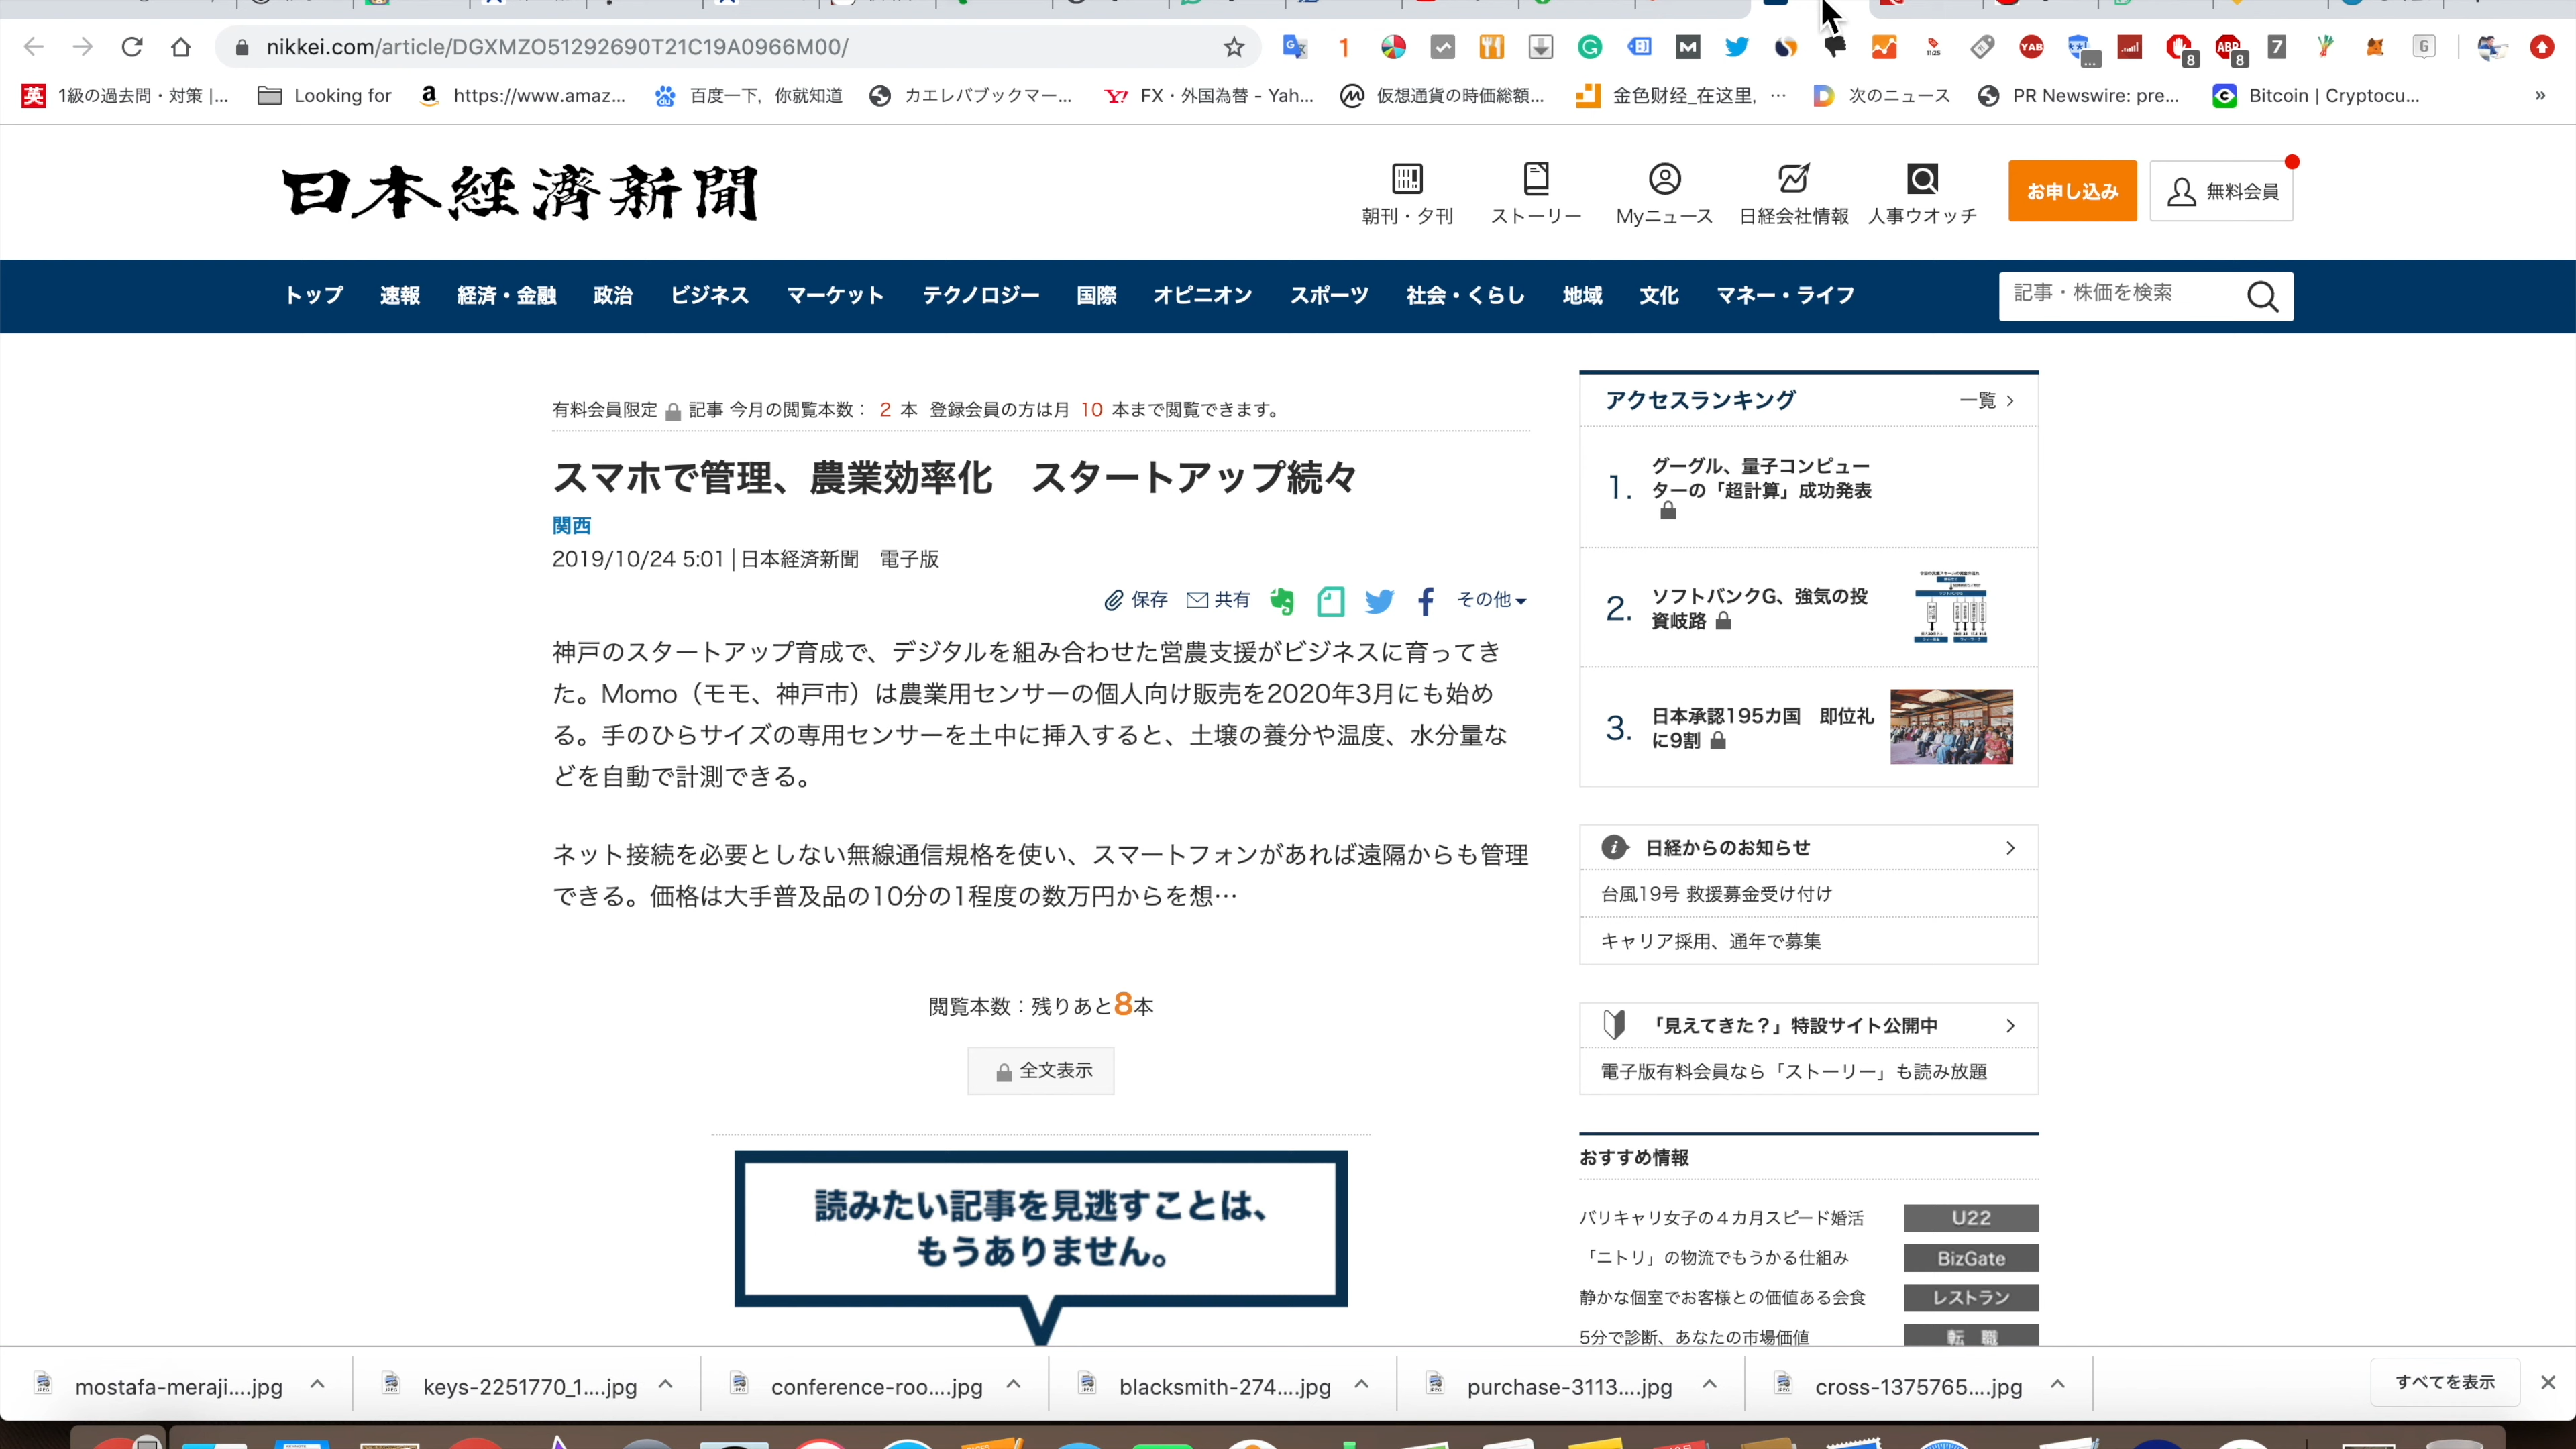 nikkei.com/article/DGXMZO51292690T21C19A0966M00/
1級の過去問・対策 |...
Looking for
https://www.amaz...
百度一下，你就知道
カエレバブックマー...
FX・外国為替 - Yah...
仮想通貨の時価総額...
金色财经_在这里, ...
次のニュース
PR Newswire: pre...
Bitcoin | Cryptocu...
»
日本経済新聞
朝刊・夕刊
ストーリー
Myニュース
日経会社情報
人事ウオッチ
お申し込み
無料会員
トップ 速報 経済・金融 政治 ビジネス マーケット テクノロジー 国際 オピニオン スポーツ 社会・くらし 地域 文化 マネー・ライフ
記事・株価を検索
有料会員限定 記事 今月の閲覧本数： 2 本 登録会員の方は月 10 本まで閲覧できます。
スマホで管理、農業効率化　スタートアップ続々
関西
2019/10/24 5:01 | 日本経済新聞　電子版
保存 共有 その他
神戸のスタートアップ育成で、デジタルを組み合わせた営農支援がビジネスに育ってき
た。Momo（モモ、神戸市）は農業用センサーの個人向け販売を2020年3月にも始め
る。手のひらサイズの専用センサーを土中に挿入すると、土壌の養分や温度、水分量な
どを自動で計測できる。
ネット接続を必要としない無線通信規格を使い、スマートフォンがあれば遠隔からも管理
できる。価格は大手普及品の10分の1程度の数万円からを想…
閲覧本数：残りあと8本
全文表示
読みたい記事を見逃すことは、
もうありません。
アクセスランキング
一覧
1.
グーグル、量子コンピュー
ターの「超計算」成功発表
2.
ソフトバンクG、強気の投
資岐路
3.
日本承認195カ国　即位礼
に9割
日経からのお知らせ
台風19号 救援募金受け付け
キャリア採用、通年で募集
「見えてきた？」特設サイト公開中
電子版有料会員なら「ストーリー」も読み放題
おすすめ情報
バリキャリ女子の４カ月スピード婚活 U22
「ニトリ」の物流でもうかる仕組み BizGate
静かな個室でお客様との価値ある会食 レストラン
5分で診断、あなたの市場価値 転 職
mostafa-meraji....jpg
keys-2251770_1....jpg
conference-roo....jpg
blacksmith-274....jpg
purchase-3113....jpg
cross-1375765....jpg
すべてを表示